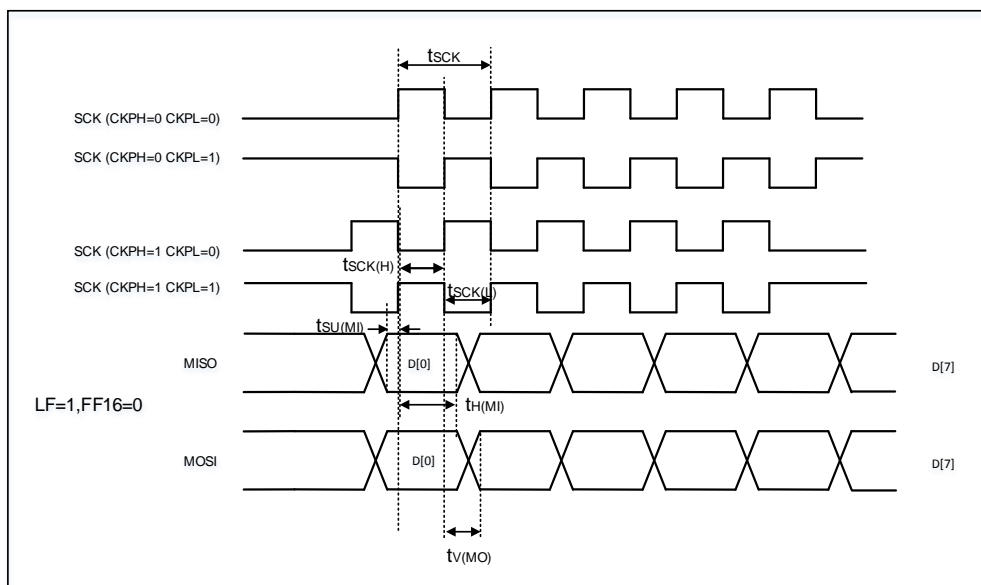 tSCK
SCK (CKPH=0 CKPL=0)
SCK (CKPH=0 CKPL=1)
SCK (CKPH=1 CKPL=0)
tSCK(H)
SCK (CKPH=1 CKPL=1)
tSCK(L)
tSU(MI)
MISO
D[0]
D[7]
LF=1,FF16=0
tH(MI)
MOSI
D[0]
D[7]
tV(MO)